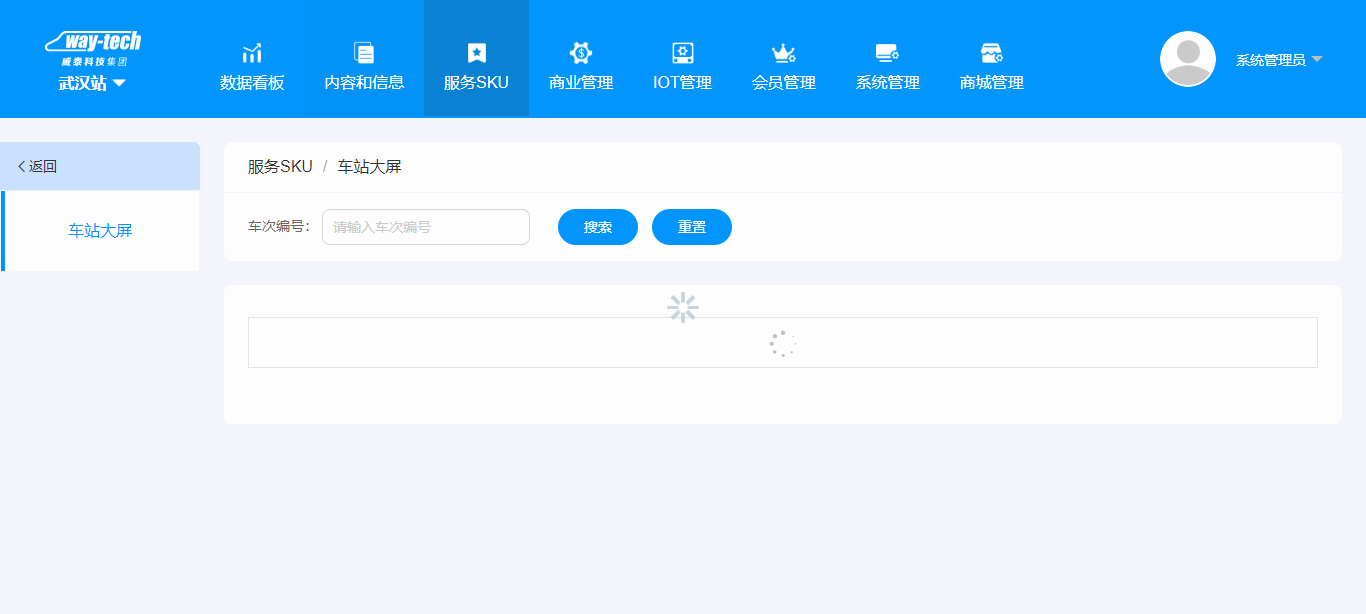 way-tech
威泰科技集团
武汉站
数据看板
内容和信息
服务SKU
商业管理
IOT管理
会员管理
系统管理
商城管理
系统管理员
返回
车站大屏
服务SKU / 车站大屏
车次编号：
请输入车次编号
搜索
重置